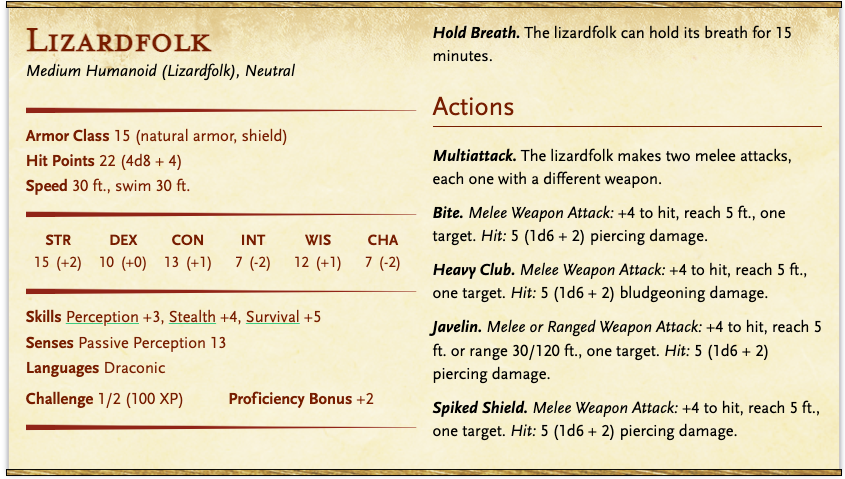 Lizardfolk
Medium Humanoid (Lizardfolk), Neutral
Armor Class 15 (natural armor, shield)
Hit Points 22 (4d8 + 4)
Speed 30 ft., swim 30 ft.
STR DEX CON INT WIS CHA
15 (+2) 10 (+0) 13 (+1) 7 (-2) 12 (+1) 7 (-2)
Skills Perception +3, Stealth +4, Survival +5
Senses Passive Perception 13
Languages Draconic
Challenge 1/2 (100 XP) Proficiency Bonus +2
Hold Breath. The lizardfolk can hold its breath for 15
minutes.
Actions
Multiattack. The lizardfolk makes two melee attacks,
each one with a different weapon.
Bite. Melee Weapon Attack: +4 to hit, reach 5 ft., one
target. Hit: 5 (1d6 + 2) piercing damage.
Heavy Club. Melee Weapon Attack: +4 to hit, reach 5 ft.,
one target. Hit: 5 (1d6 + 2) bludgeoning damage.
Javelin. Melee or Ranged Weapon Attack: +4 to hit, reach 5
ft. or range 30/120 ft., one target. Hit: 5 (1d6 + 2)
piercing damage.
Spiked Shield. Melee Weapon Attack: +4 to hit, reach 5 ft.,
one target. Hit: 5 (1d6 + 2) piercing damage.